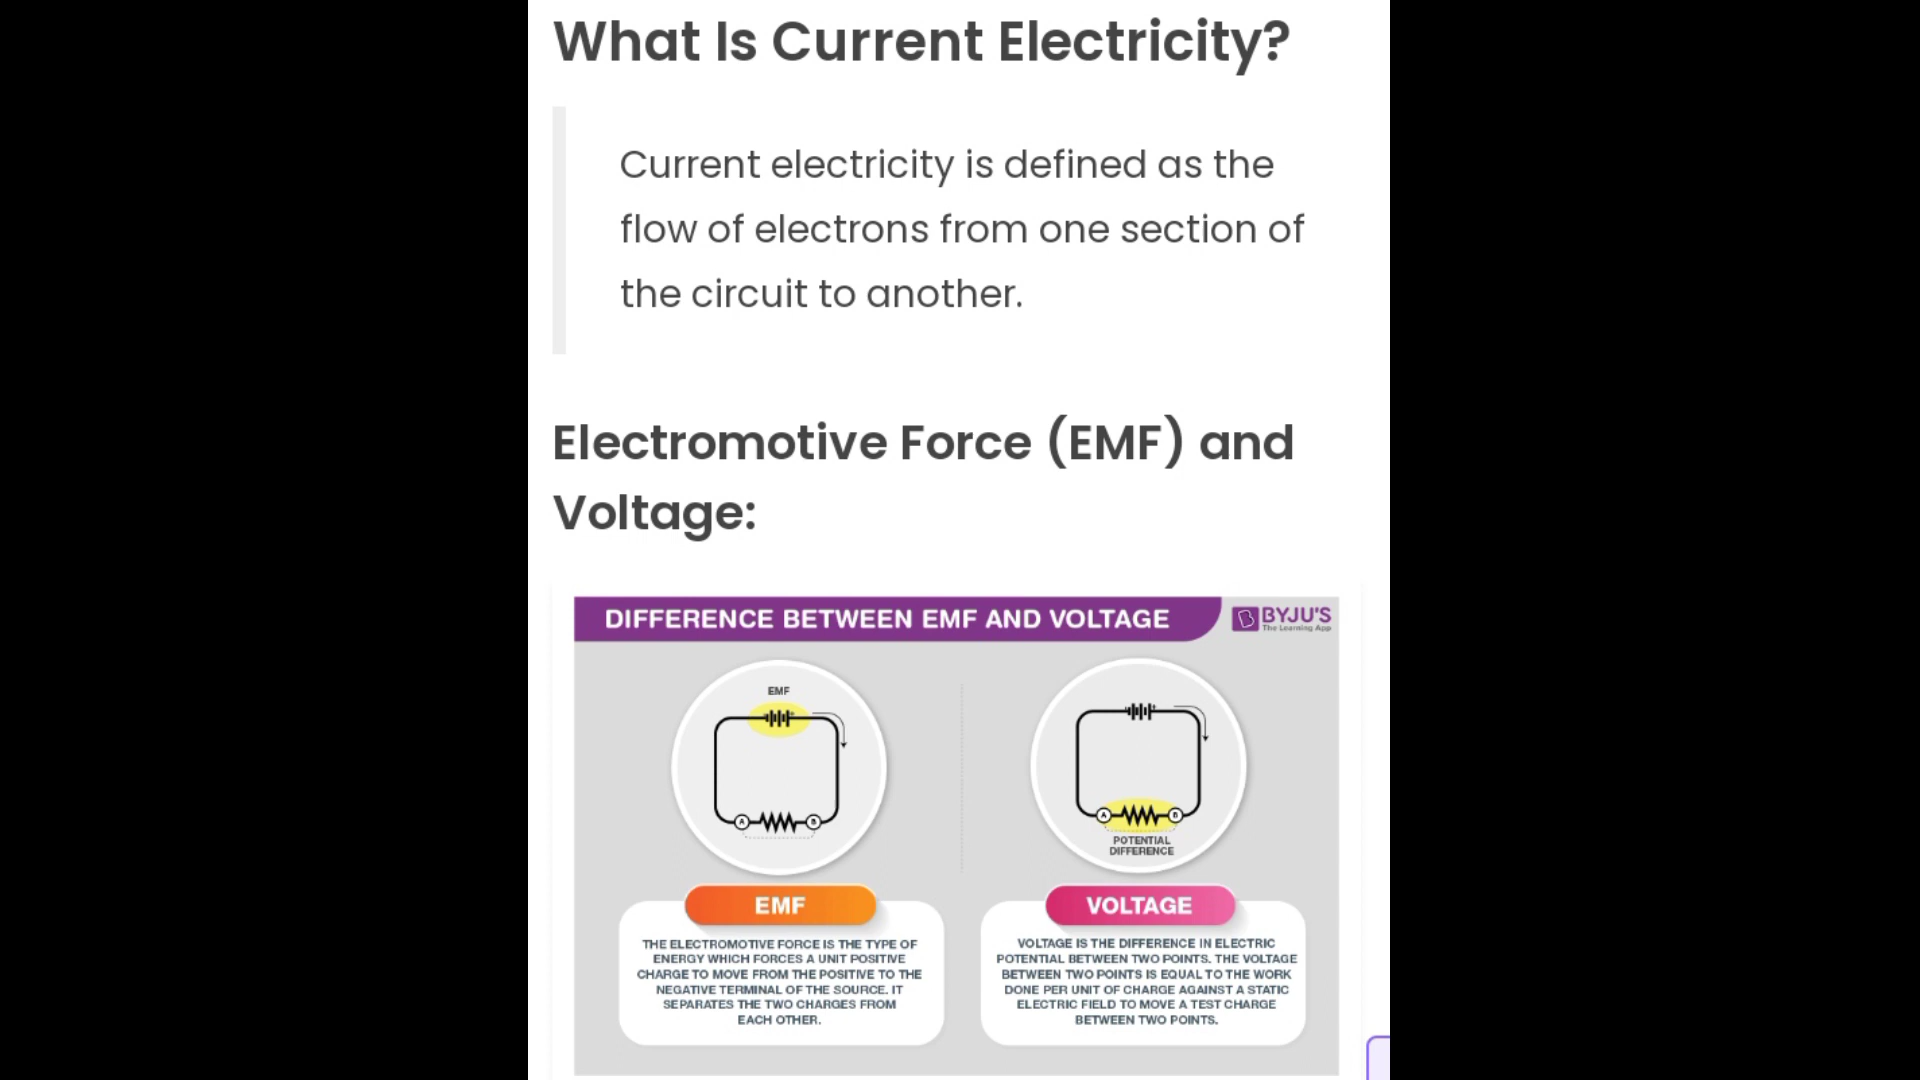 What Is Current Electricity?
Current electricity is defined as the
flow of electrons from one section of
the circuit to another.
Electromotive Force (EMF) and
Voltage:
DIFFERENCE BETWEEN EMF AND VOLTAGE
BYJU'S
The Learning App
EMF
A
B
A
B
POTENTIAL
DIFFERENCE
EMF
THE ELECTROMOTIVE FORCE IS THE TYPE OF
ENERGY WHICH FORCES A UNIT POSITIVE
CHARGE TO MOVE FROM THE POSITIVE TO THE
NEGATIVE TERMINAL OF THE SOURCE. IT
SEPARATES THE TWO CHARGES FROM
EACH OTHER.
VOLTAGE
VOLTAGE IS THE DIFFERENCE IN ELECTRIC
POTENTIAL BETWEEN TWO POINTS. THE VOLTAGE
BETWEEN TWO POINTS IS EQUAL TO THE WORK
DONE PER UNIT OF CHARGE AGAINST A STATIC
ELECTRIC FIELD TO MOVE A TEST CHARGE
BETWEEN TWO POINTS.